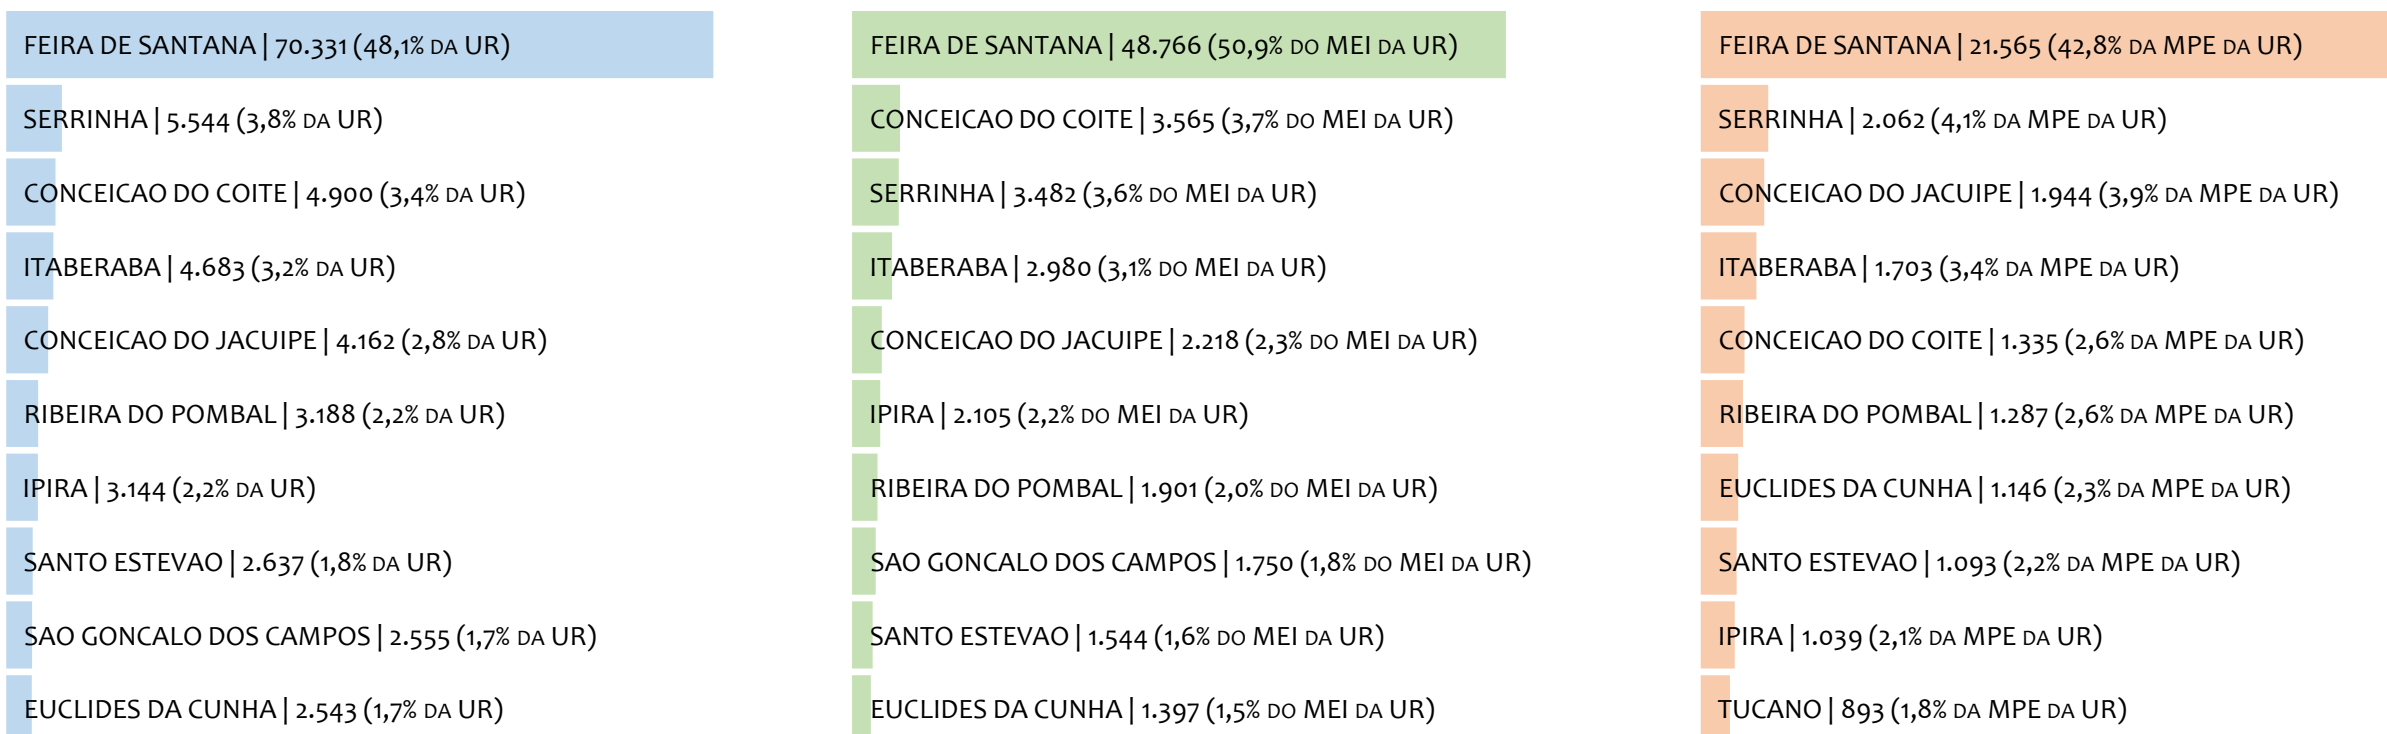 FEIRA DE SANTANA | 70.331 (48,1% DA UR)
SERRINHA | 5.544 (3,8% DA UR)
CONCEICAO DO COITE | 4.900 (3,4% DA UR)
ITABERABA | 4.683 (3,2% DA UR)
CONCEICAO DO JACUIPE | 4.162 (2,8% DA UR)
RIBEIRA DO POMBAL | 3.188 (2,2% DA UR)
IPIRA | 3.144 (2,2% DA UR)
SANTO ESTEVAO | 2.637 (1,8% DA UR)
SAO GONCALO DOS CAMPOS | 2.555 (1,7% DA UR)
EUCLIDES DA CUNHA | 2.543 (1,7% DA UR)
FEIRA DE SANTANA | 48.766 (50,9% DO MEI DA UR)
CONCEICAO DO COITE | 3.565 (3,7% DO MEI DA UR)
SERRINHA | 3.482 (3,6% DO MEI DA UR)
ITABERABA | 2.980 (3,1% DO MEI DA UR)
CONCEICAO DO JACUIPE | 2.218 (2,3% DO MEI DA UR)
IPIRA | 2.105 (2,2% DO MEI DA UR)
RIBEIRA DO POMBAL | 1.901 (2,0% DO MEI DA UR)
SAO GONCALO DOS CAMPOS | 1.750 (1,8% DO MEI DA UR)
SANTO ESTEVAO | 1.544 (1,6% DO MEI DA UR)
EUCLIDES DA CUNHA | 1.397 (1,5% DO MEI DA UR)
FEIRA DE SANTANA | 21.565 (42,8% DA MPE DA UR)
SERRINHA | 2.062 (4,1% DA MPE DA UR)
CONCEICAO DO JACUIPE | 1.944 (3,9% DA MPE DA UR)
ITABERABA | 1.703 (3,4% DA MPE DA UR)
CONCEICAO DO COITE | 1.335 (2,6% DA MPE DA UR)
RIBEIRA DO POMBAL | 1.287 (2,6% DA MPE DA UR)
EUCLIDES DA CUNHA | 1.146 (2,3% DA MPE DA UR)
SANTO ESTEVAO | 1.093 (2,2% DA MPE DA UR)
IPIRA | 1.039 (2,1% DA MPE DA UR)
TUCANO | 893 (1,8% DA MPE DA UR)